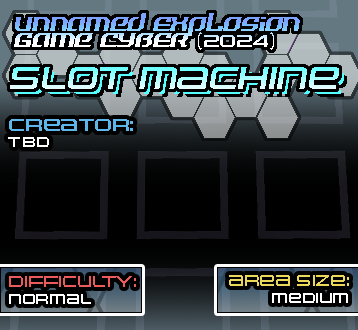 UNNAMED EXPLOSION
GAME CYBER (2024)
SLOT MACHINE
CREATOR:
TBD
DIFFICULTY:
NORMAL
AREA SIZE:
MEDIUM